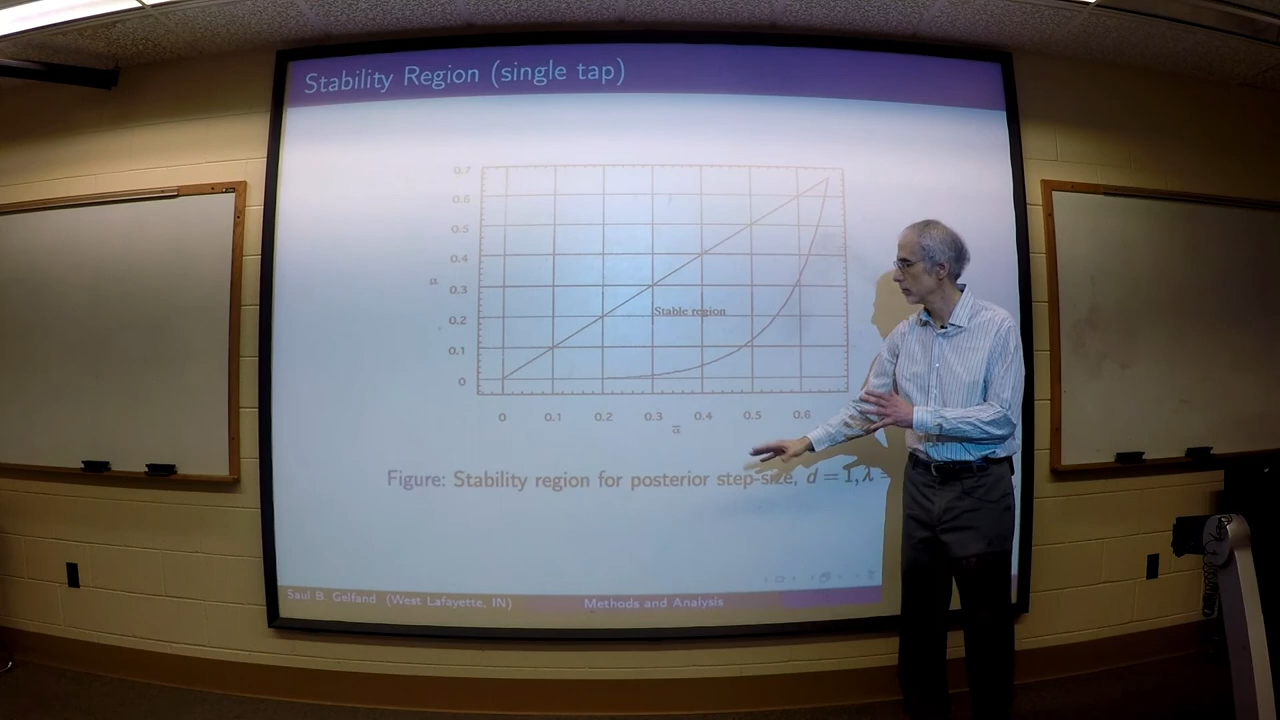 Stability Region (single tap)
0.7
0.6
0.5
0.4
α
0.3
Stable region
0.2
0.1
0
0 0.1 0.2 0.3 0.4 0.5 0.6
α̅
Figure: Stability region for posterior step-size, d = 1, λ =
Saul B. Gelfand (West Lafayette, IN) Methods and Analysis